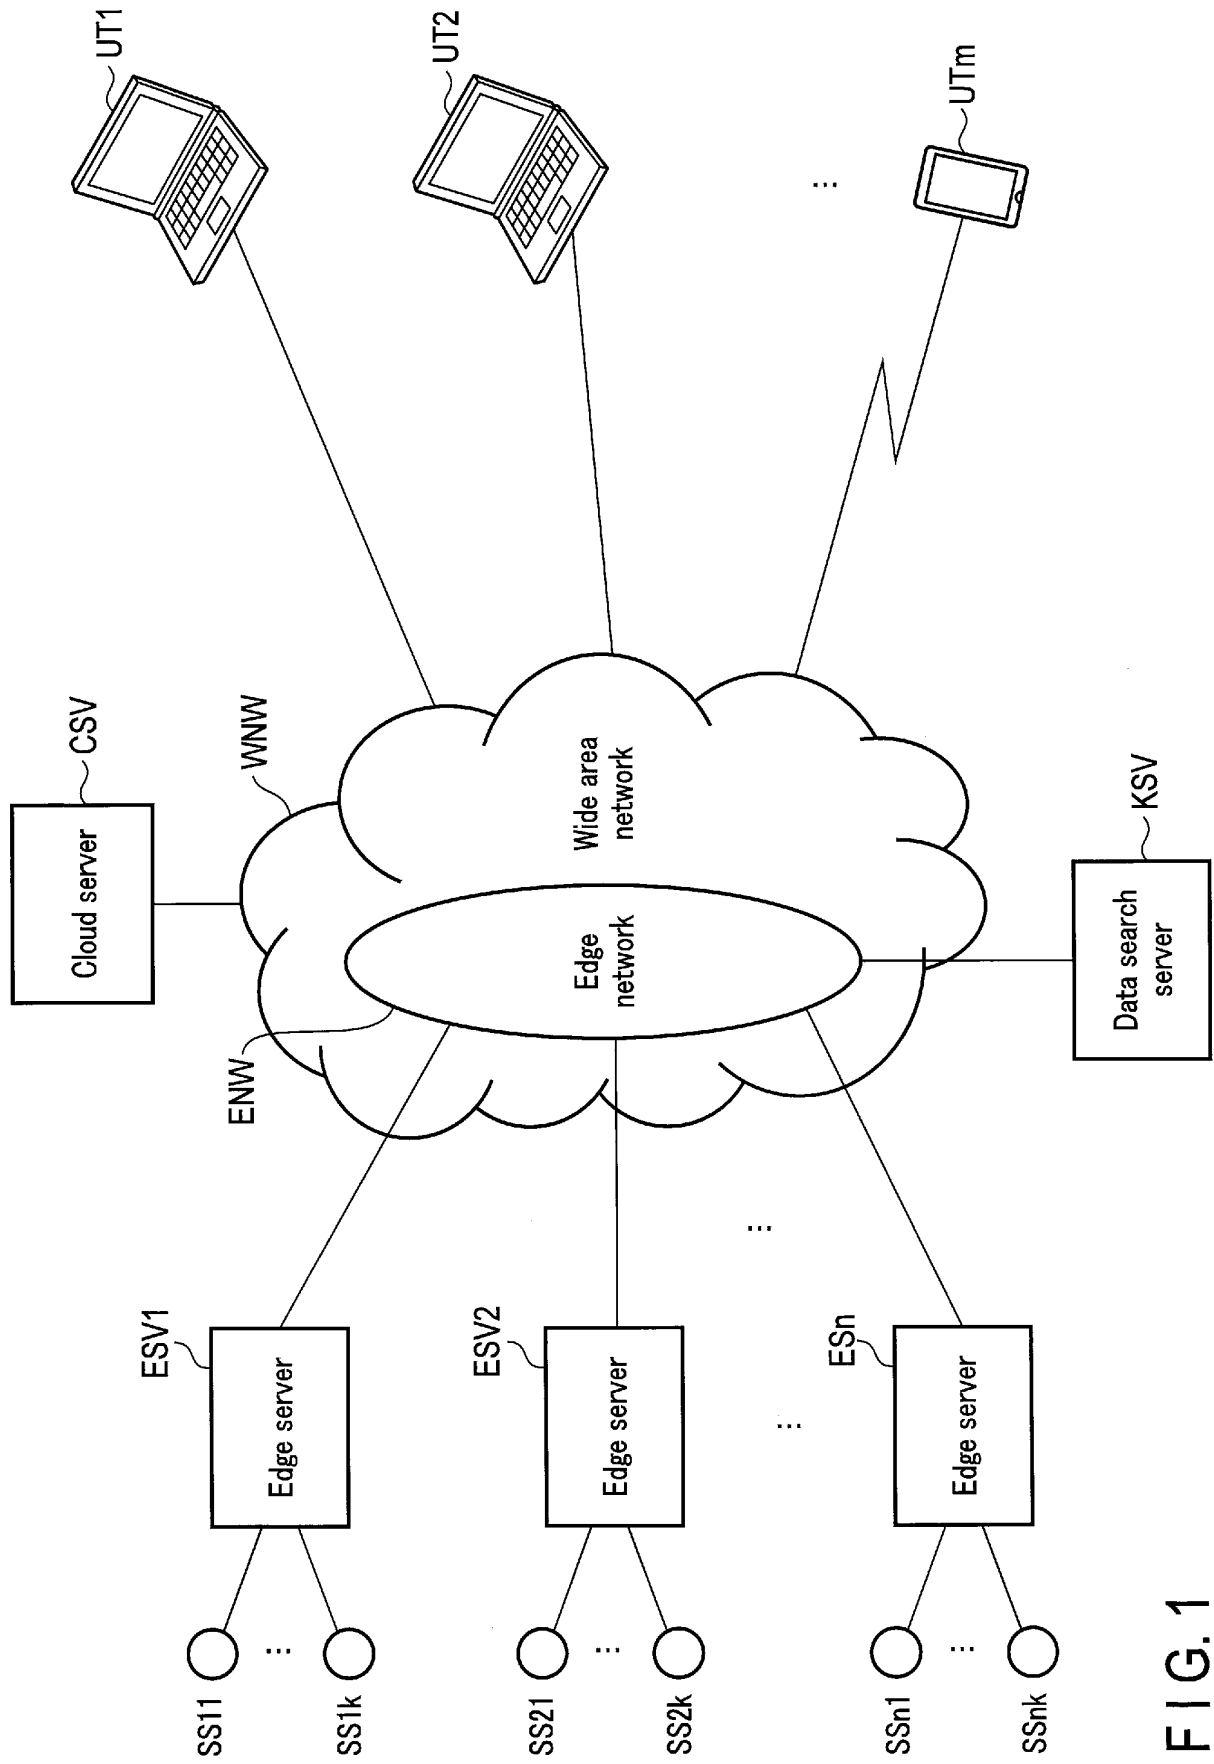 CSV
Cloud server
WNW
ENW
UT1
UT2
UTm
...
ESV1
Edge server
SS11
...
SS1k
ESV2
Edge server
SS21
...
SS2k
...
...
ESn
Edge server
SSn1
...
SSnk
Edge
network
Wide area
network
KSV
Data search
server
FIG. 1